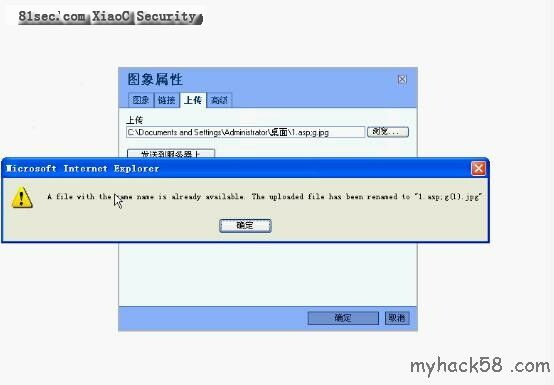 81sec.com XiaoC Security
图象属性
图象 链接 上传 高级
上传
C:\Documents and Settings\Administrator\桌面\1.asp;g.jpg 浏览...
发送到服务器上
Microsoft Internet Explorer
A file with the same name is already available. The uploaded file has been renamed to "1.asp;g(1).jpg"
确定
确定 取消
myhack58 .com